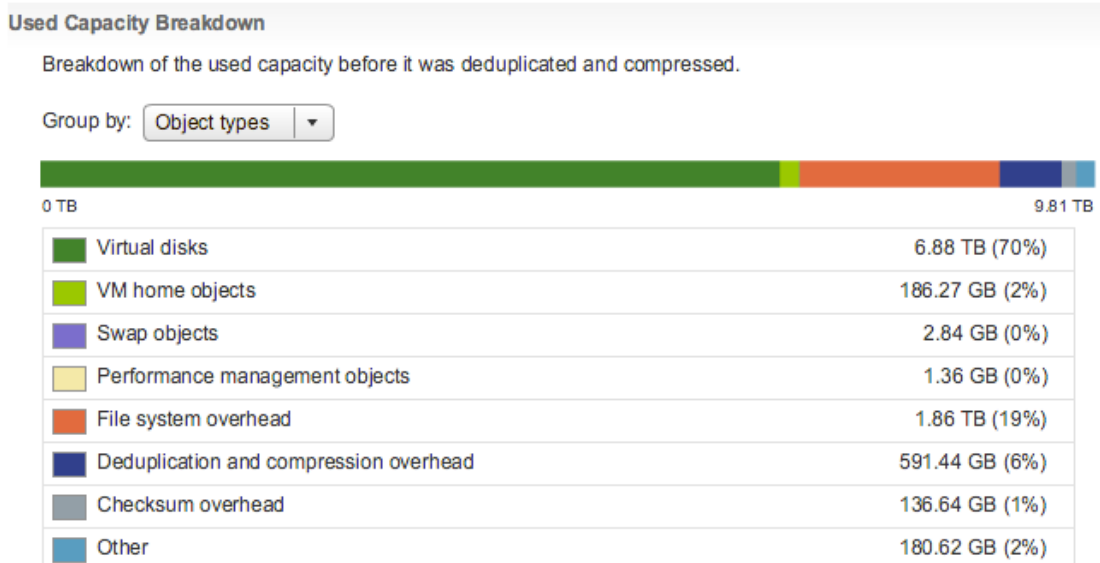 Used Capacity Breakdown
Breakdown of the used capacity before it was deduplicated and compressed.
Group by: Object types
0 TB 9.81 TB
Virtual disks 6.88 TB (70%)
VM home objects 186.27 GB (2%)
Swap objects 2.84 GB (0%)
Performance management objects 1.36 GB (0%)
File system overhead 1.86 TB (19%)
Deduplication and compression overhead 591.44 GB (6%)
Checksum overhead 136.64 GB (1%)
Other 180.62 GB (2%)